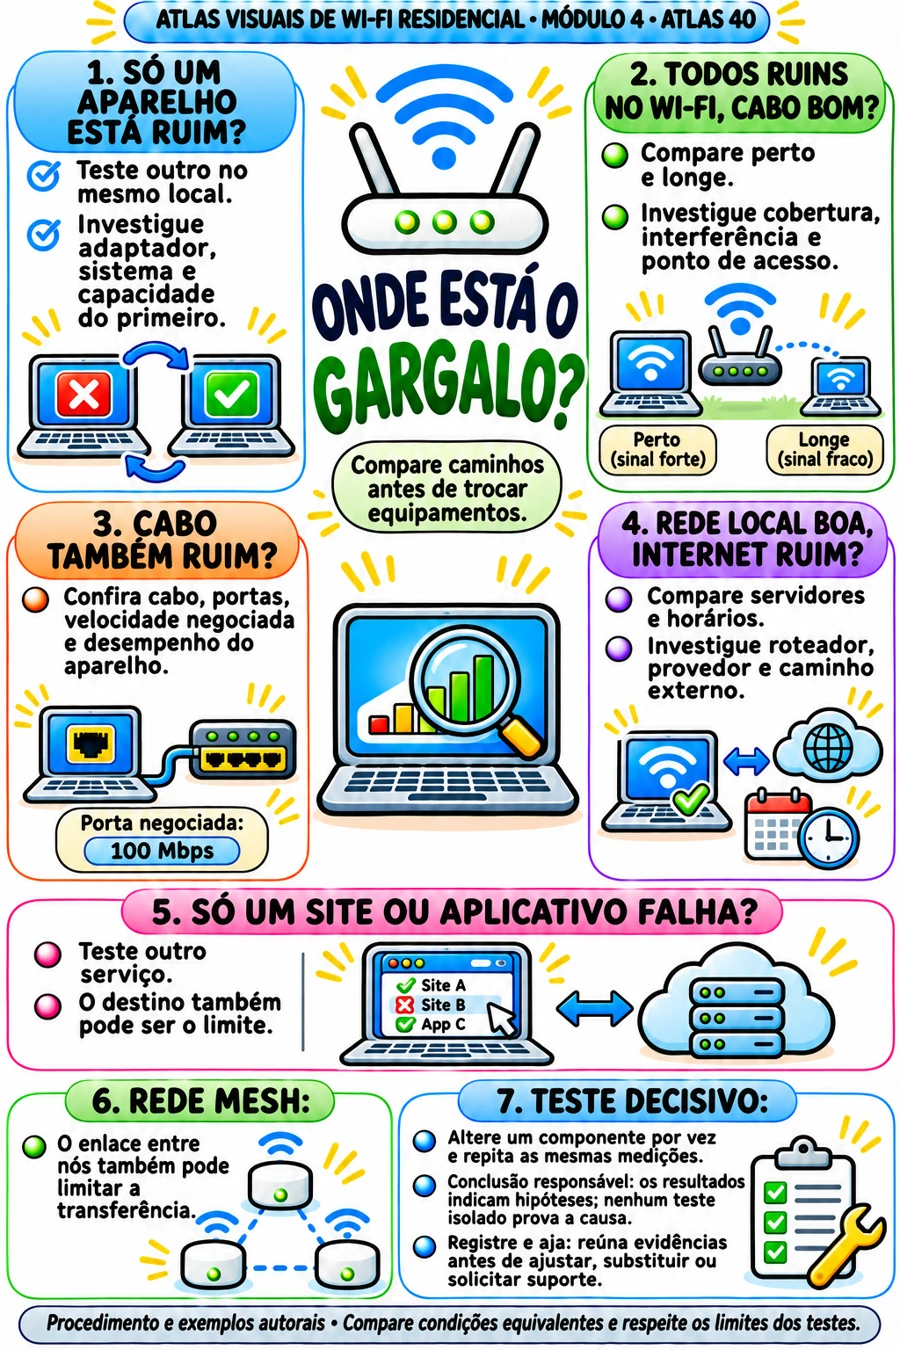 ATLAS VISUAIS DE WI-FI RESIDENCIAL • MÓDULO 4 • ATLAS 40
1. SÓ UM
APARELHO
ESTÁ RUIM?
Teste outro no
mesmo local.
Investigue
adaptador,
sistema e
capacidade
do primeiro.
ONDE ESTÁ O
GARGALO?
Compare caminhos
antes de trocar
equipamentos.
2. TODOS RUINS
NO WI-FI, CABO BOM?
Compare perto
e longe.
Investigue cobertura,
interferência e
ponto de acesso.
Perto
(sinal forte)
Longe
(sinal fraco)
3. CABO
TAMBÉM RUIM?
Confira cabo, portas,
velocidade negociada
e desempenho do
aparelho.
Porta negociada:
100 Mbps
4. REDE LOCAL BOA,
INTERNET RUIM?
Compare servidores
e horários.
Investigue roteador,
provedor e caminho
externo.
5. SÓ UM SITE OU APLICATIVO FALHA?
Teste outro
serviço.
O destino também
pode ser o limite.
Site A
Site B
App C
6. REDE MESH:
O enlace entre
nós também pode
limitar a
transferência.
7. TESTE DECISIVO:
Altere um componente por vez
e repita as mesmas medições.
Conclusão responsável: os resultados
indicam hipóteses; nenhum teste
isolado prova a causa.
Registre e aja: reúna evidências
antes de ajustar, substituir ou
solicitar suporte.
Procedimento e exemplos autorais • Compare condições equivalentes e respeite os limites dos testes.